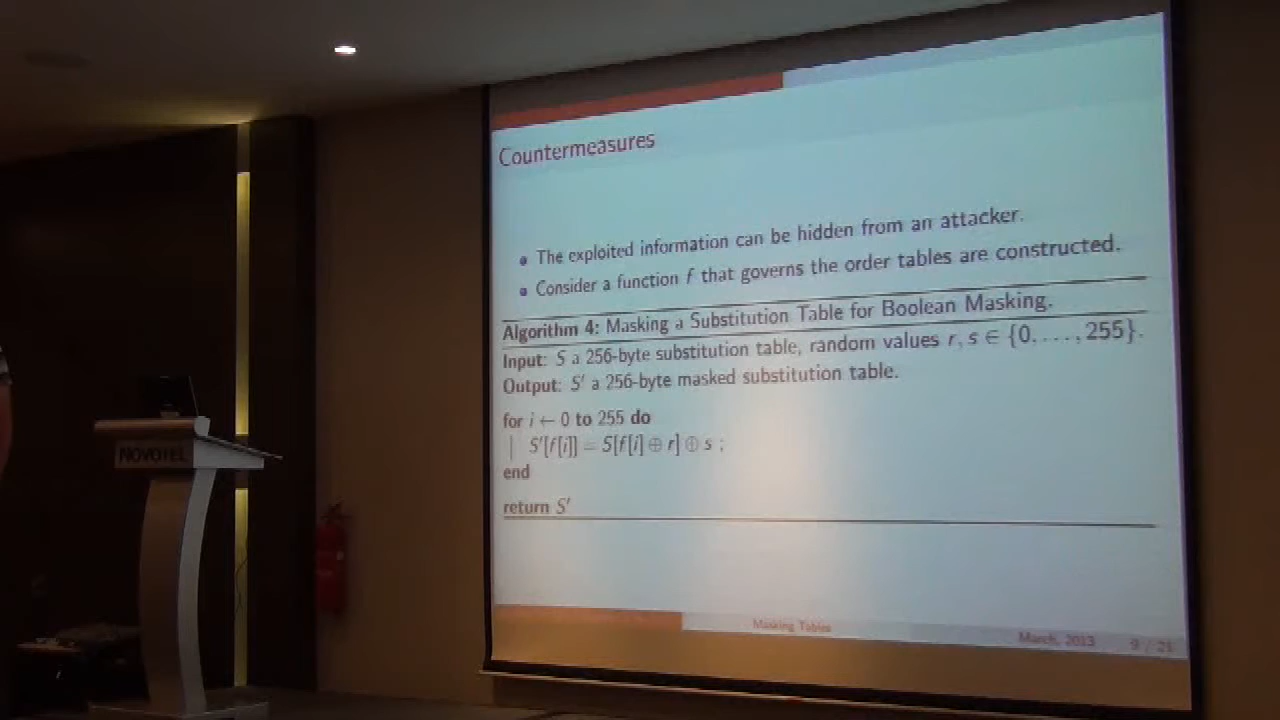 Countermeasures
• The exploited information can be hidden from an attacker.
• Consider a function f that governs the order tables are constructed.
Algorithm 4: Masking a Substitution Table for Boolean Masking.
Input: S a 256-byte substitution table, random values r, s ∈ {0, . . . , 255}.
Output: S′ a 256-byte masked substitution table.
for i ← 0 to 255 do
S′[f[i]] = S[f[i] ⊕ r] ⊕ s ;
end
return S′
NOVOTEL
Masking Tables
March, 2013 9 / 21